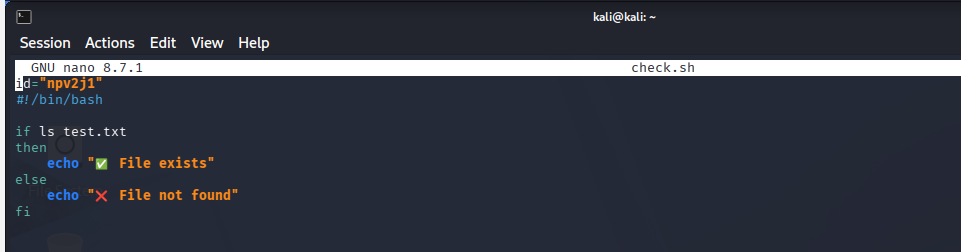 kali@kali: ~
Session Actions Edit View Help
GNU nano 8.7.1 check.sh
id="npv2j1"
#!/bin/bash
if ls test.txt
then
echo "✅ File exists"
else
echo "❌ File not found"
fi